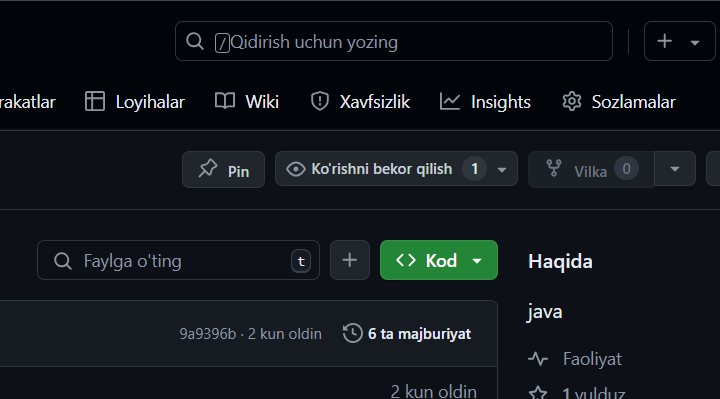 /Qidirish uchun yozing
rakatlar Loyihalar Wiki Xavfsizlik Insights Sozlamalar
Pin Ko'rishni bekor qilish 1 Vilka 0
Faylga o'ting t Kod Haqida
java
9a9396b · 2 kun oldin 6 ta majburiyat
Faoliyat
2 kun oldin 1 yulduz